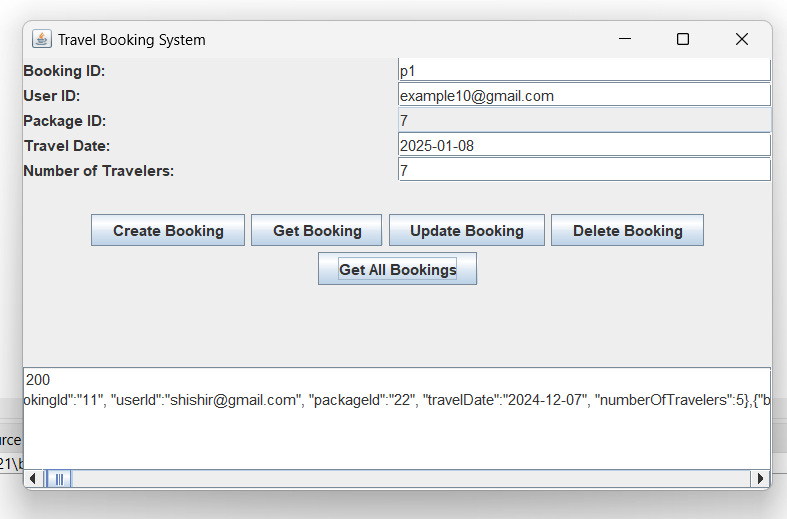 Travel Booking System
Booking ID: p1
User ID: example10@gmail.com
Package ID: 7
Travel Date: 2025-01-08
Number of Travelers: 7
Create Booking Get Booking Update Booking Delete Booking
Get All Bookings
200
okingId":"11", "userId":"shishir@gmail.com", "packageId":"22", "travelDate":"2024-12-07", "numberOfTravelers":5},{"b
urce
21\b